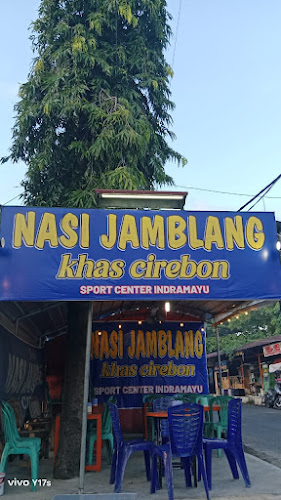 NASI JAMBLANG
khas cirebon
SPORT CENTER INDRAMAYU
NASI JAMBLANG
khas cirebon
SPORT CENTER INDRAMAYU
vivo Y17s